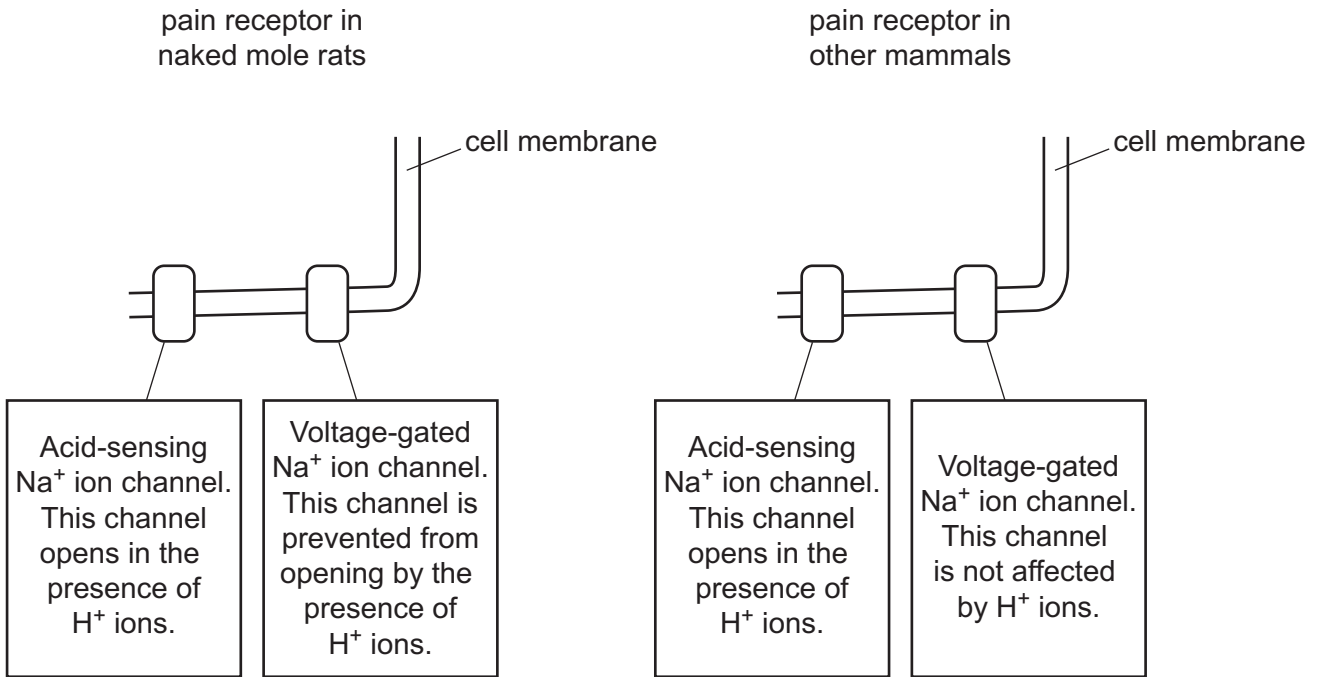 pain receptor in
naked mole rats
pain receptor in
other mammals
cell membrane
cell membrane
Acid-sensing
Na⁺ ion channel.
This channel
opens in the
presence of
H⁺ ions.
Voltage-gated
Na⁺ ion channel.
This channel is
prevented from
opening by the
presence of
H⁺ ions.
Acid-sensing
Na⁺ ion channel.
This channel
opens in the
presence of
H⁺ ions.
Voltage-gated
Na⁺ ion channel.
This channel
is not affected
by H⁺ ions.